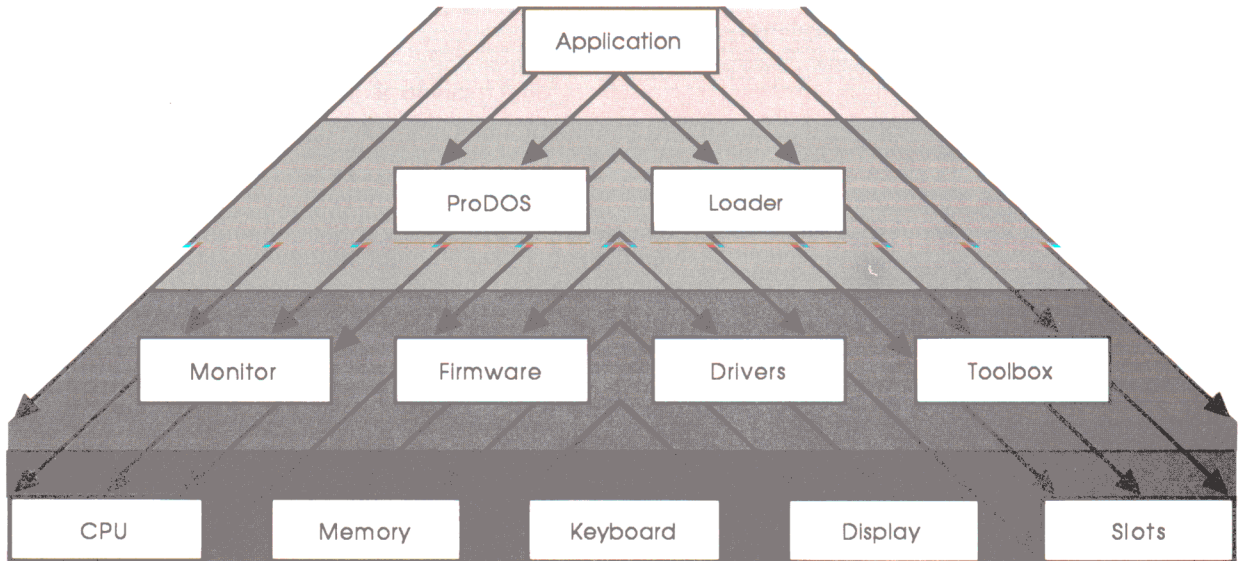 Application
ProDOS
Loader
Monitor
Firmware
Drivers
Toolbox
CPU
Memory
Keyboard
Display
Slots